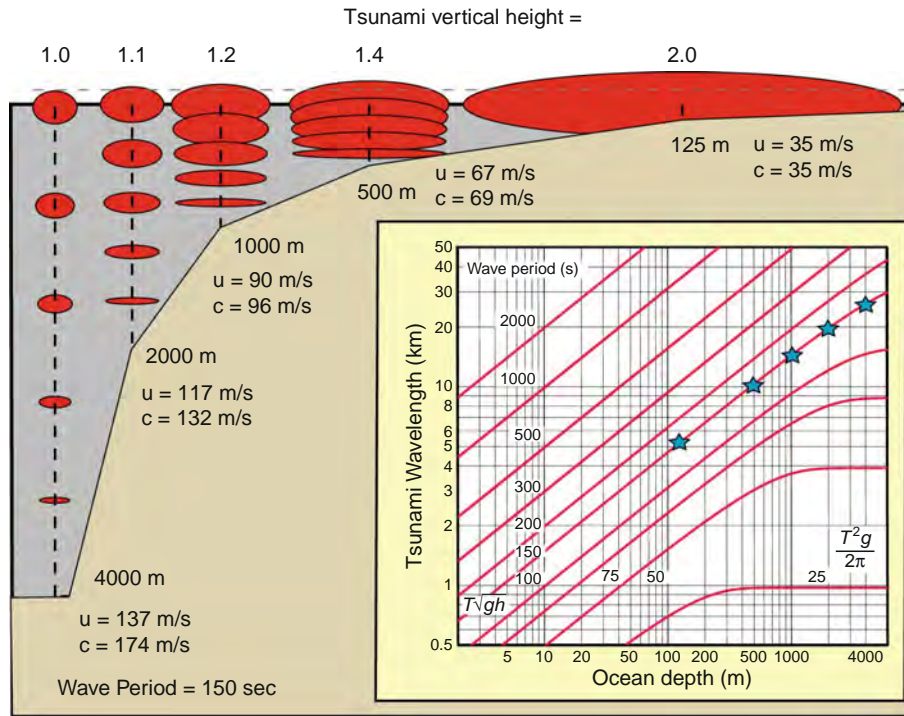 Tsunami vertical height =
1.0 1.1 1.2 1.4 2.0
125 m
u = 35 m/s
c = 35 m/s
500 m
u = 67 m/s
c = 69 m/s
1000 m
u = 90 m/s
c = 96 m/s
2000 m
u = 117 m/s
c = 132 m/s
4000 m
u = 137 m/s
c = 174 m/s
Wave Period = 150 sec
Tsunami Wavelength (km)
50
40
30
20
10
8
6
5
4
3
2
1
0.5
Wave period (s)
2000
1000
500
300
200
150
100
75
50
25
T√gh
T²g
2π
5 10 20 50 100 200 500 1000 4000
Ocean depth (m)